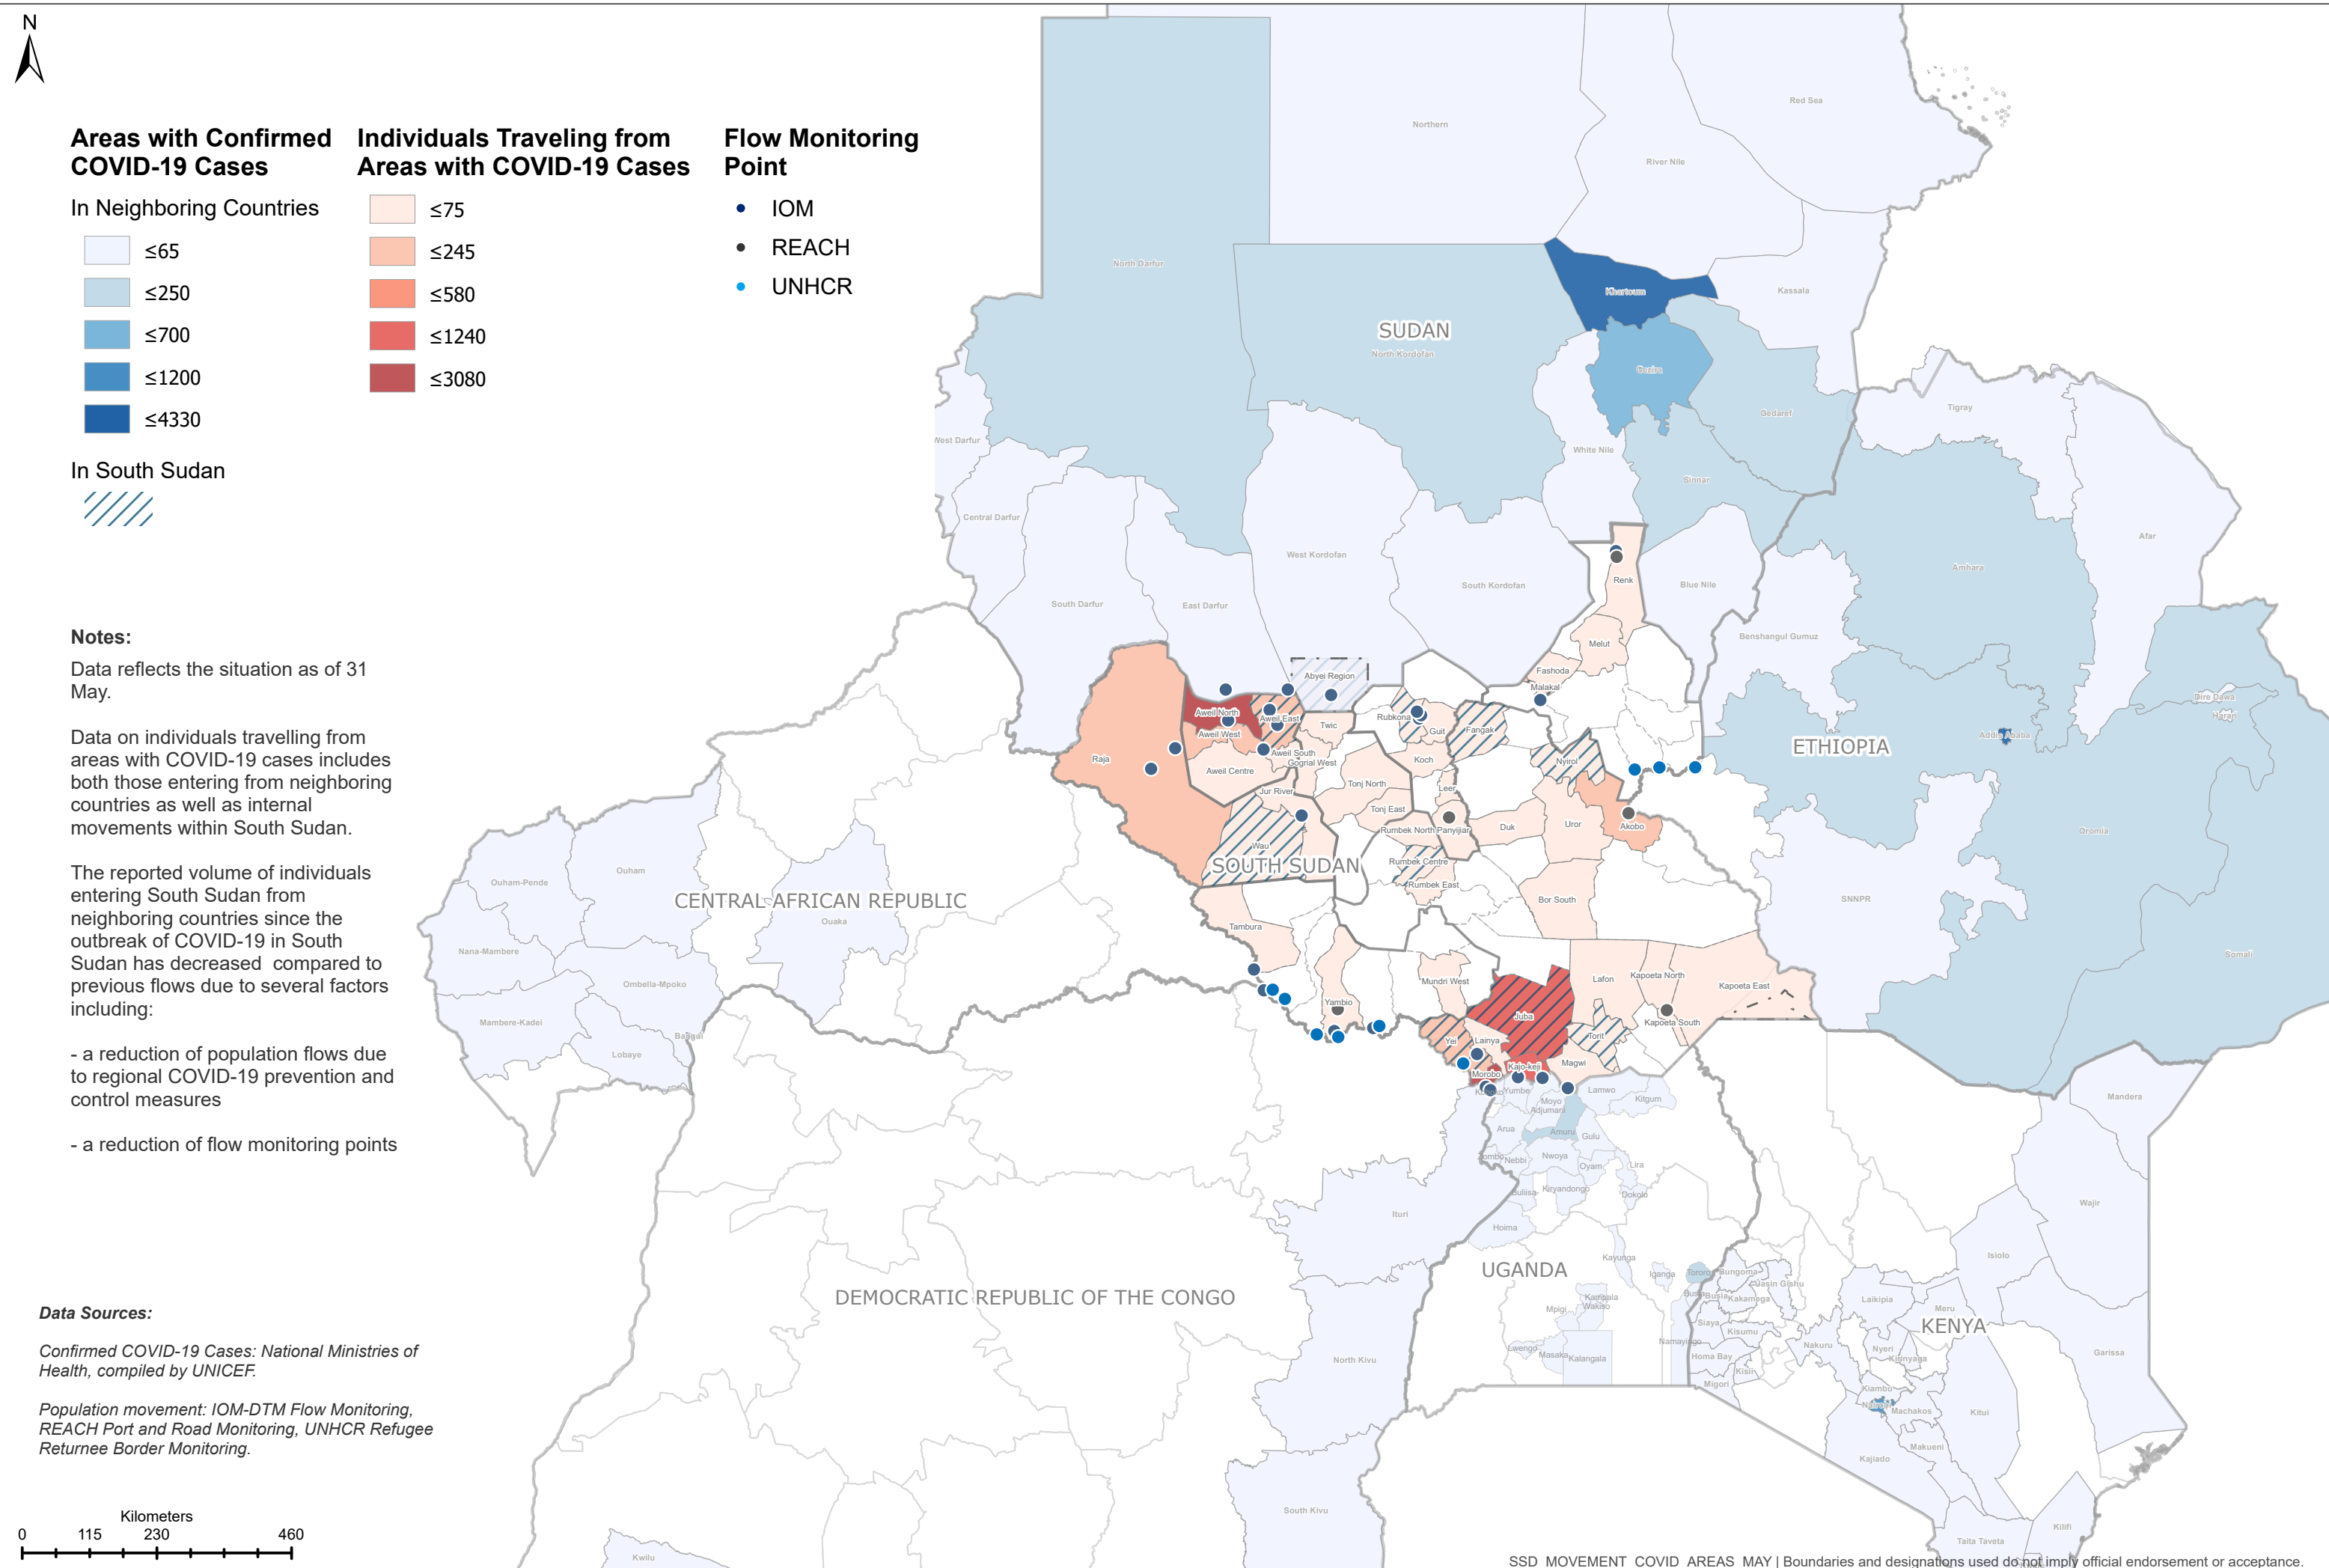 N
Areas with Confirmed
COVID-19 Cases
In Neighboring Countries
≤65
≤250
≤700
≤1200
≤4330
In South Sudan
Individuals Traveling from
Areas with COVID-19 Cases
≤75
≤245
≤580
≤1240
≤3080
Flow Monitoring
Point
IOM
REACH
UNHCR
Notes:
Data reflects the situation as of 31
May.
Data on individuals travelling from
areas with COVID-19 cases includes
both those entering from neighboring
countries as well as internal
movements within South Sudan.
The reported volume of individuals
entering South Sudan from
neighboring countries since the
outbreak of COVID-19 in South
Sudan has decreased compared to
previous flows due to several factors
including:
- a reduction of population flows due
to regional COVID-19 prevention and
control measures
- a reduction of flow monitoring points
Data Sources:
Confirmed COVID-19 Cases: National Ministries of
Health, compiled by UNICEF.
Population movement: IOM-DTM Flow Monitoring,
REACH Port and Road Monitoring, UNHCR Refugee
Returnee Border Monitoring.
Kilometers
0 115 230 460
Red Sea
Northern
River Nile
North Darfur
Khartoum
Kassala
SUDAN
North Kordofan
Gezira
Gedaref
Tigray
West Darfur
White Nile
Sinnar
Central Darfur
Afar
West Kordofan
Amhara
South Kordofan
Renk
Blue Nile
South Darfur
East Darfur
Benshangul Gumuz
Melut
Fashoda
Abyei Region
Malakal
Dire Dawa
Harari
Aweil North
Aweil East
Rubkona
Twic
Guit
Fangak
Aweil West
Addis Ababa
ETHIOPIA
Aweil South
Gogrial West
Raja
Koch
Nyirol
Aweil Centre
Tonj North
Leer
Jur River
Tonj East
Duk
Uror
Akobo
Rumbek North
Panyijiar
Oromia
Wau
SOUTH SUDAN
Rumbek Centre
Ouham
Ouham-Pende
Rumbek East
CENTRAL AFRICAN REPUBLIC
Bor South
SNNPR
Ouaka
Tambura
Nana-Mambere
Somali
Ombella-Mpoko
Mundri West
Lafon
Kapoeta North
Kapoeta East
Yambio
Juba
Mambere-Kadei
Kapoeta South
Bangui
Yei
Lainya
Torit
Lobaye
Magwi
Kajo-keji
Morobo
Yumbe
Lamwo
Kitgum
Mandera
Moyo
Adjumani
Arua
Amuru
Gulu
Nebbi
Nwoya
Oyam
Lira
Buliisa
Kiryandongo
Dokolo
Wajir
Ituri
Hoima
Isiolo
Kayunga
UGANDA
Iganga
Tororo
Bungoma
Uasin Gishu
DEMOCRATIC REPUBLIC OF THE CONGO
Busia
Kakamega
Kampala
Wakiso
Mpigi
Laikipia
Meru
Siaya
Kisumu
KENYA
Namayingo
Lwengo
Masaka
Kalangala
Nakuru
Nyeri
Kirinyaga
Homa Bay
Kisii
Garissa
North Kivu
Migori
Kiambu
Nairobi
Machakos
Kitui
Makueni
Kajiado
South Kivu
Kilifi
Taita Taveta
Kwilu
SSD_MOVEMENT_COVID_AREAS_MAY | Boundaries and designations used do not imply official endorsement or acceptance.